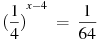 (1/4)^{x-4} = 1/64